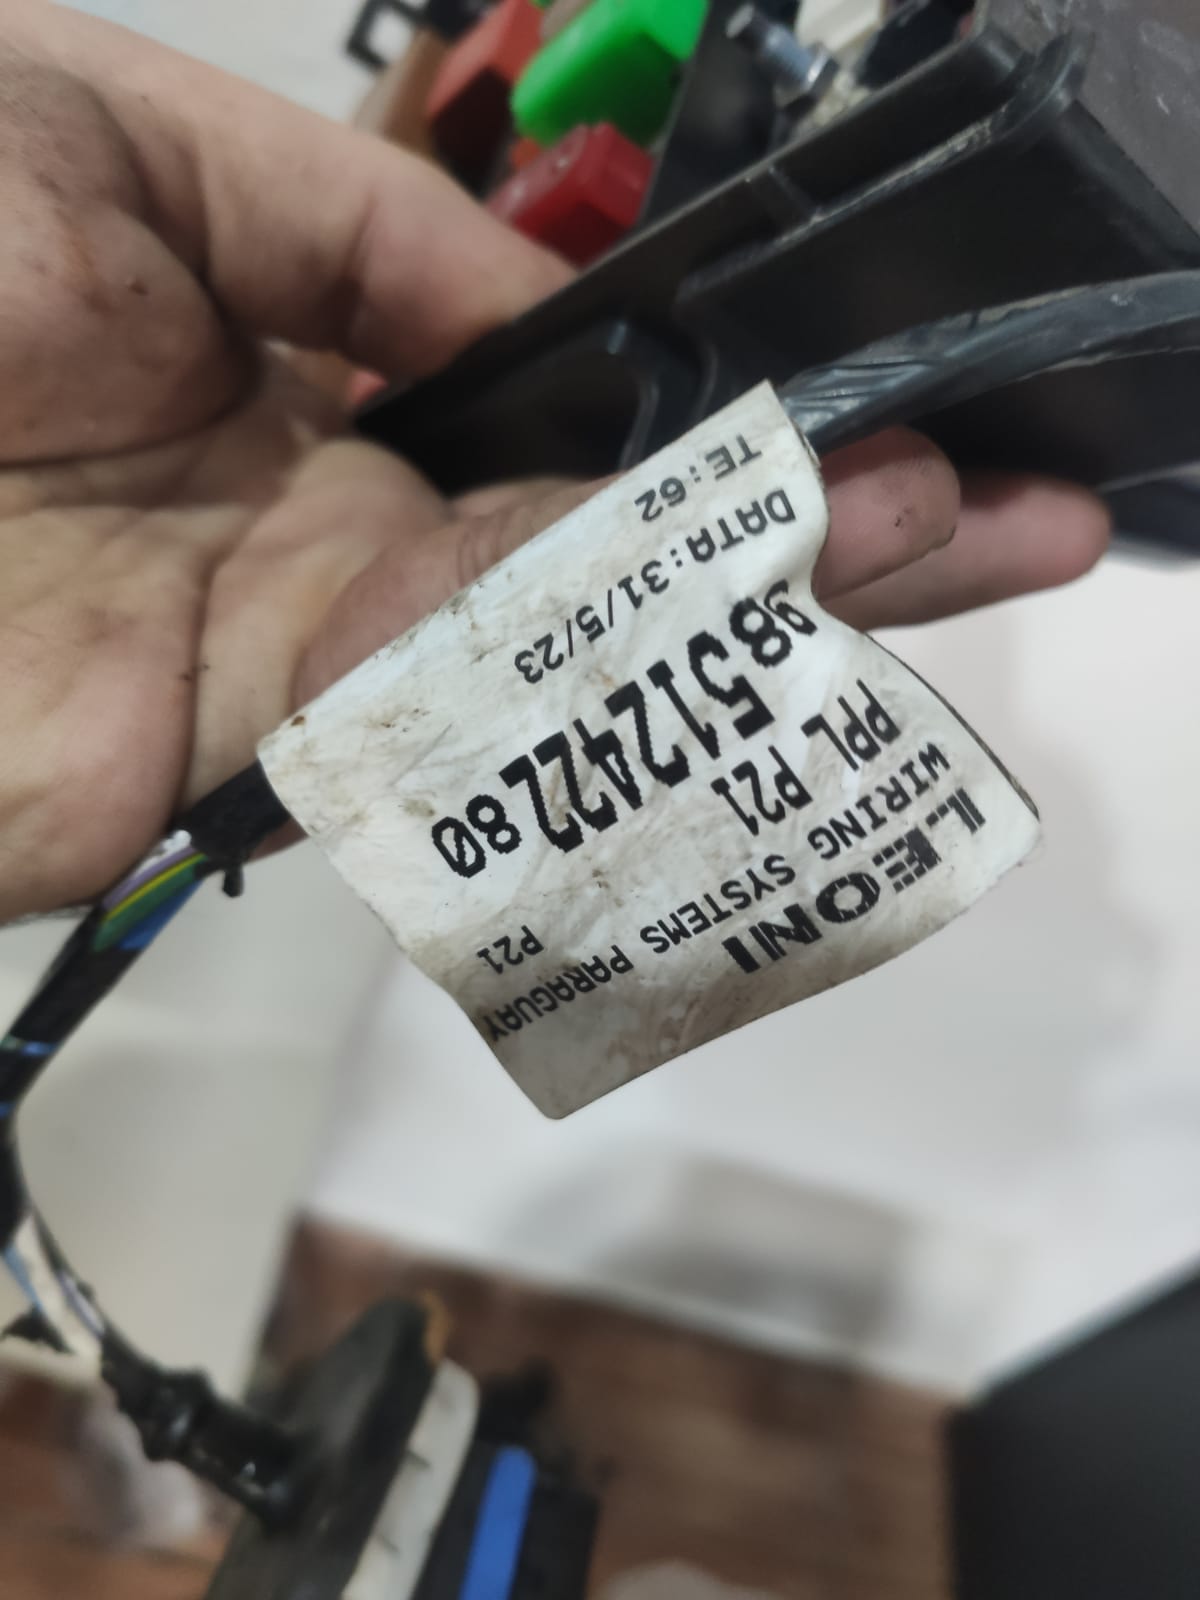 LEONI
WIRING SYSTEMS PARAGUAY
PPL P21 P21
9851242280
DATA:31/5/23
TE:62